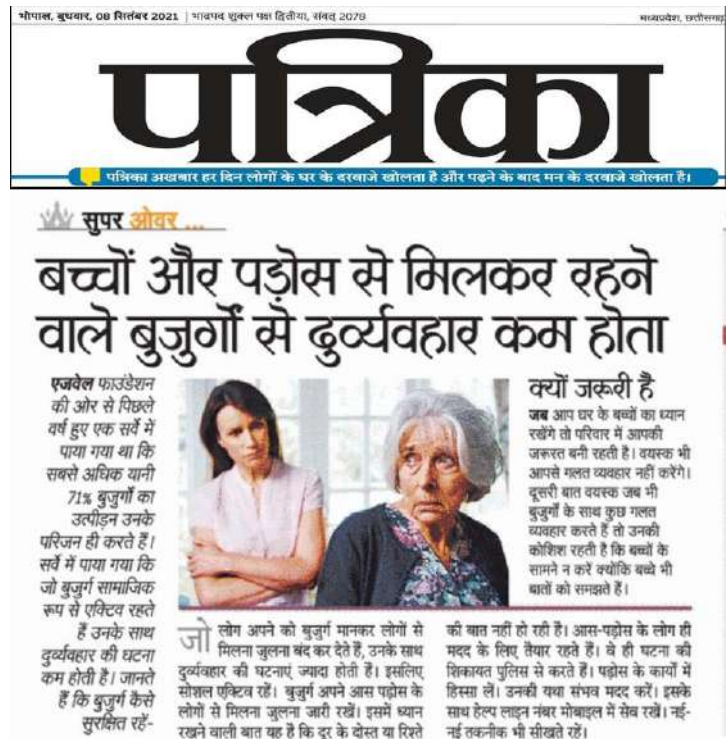 भोपाल, बुधवार, 08 सितंबर 2021 | भाद्रपद शुक्ल पक्ष द्वितीया, संवत् 2078
मध्यप्रदेश, छत्तीसगढ़
पत्रिका
पत्रिका अखबार हर दिन लोगों के घर के दरवाजे खोलता है और पढ़ने के बाद मन के दरवाजे खोलता है।
सुपर ओवर ...
बच्चों और पड़ोस से मिलकर रहने
वाले बुजुर्गों से दुर्व्यवहार कम होता
एजवेल फाउंडेशन
की ओर से पिछले
वर्ष हुए एक सर्वे में
पाया गया था कि
सबसे अधिक यानी
71% बुजुर्गों का
उत्पीड़न उनके
परिजन ही करते हैं।
सर्वे में पाया गया कि
जो बुजुर्ग सामाजिक
रूप से एक्टिव रहते
हैं उनके साथ
दुर्व्यवहार की घटना
कम होती है। जानते
हैं कि बुजुर्ग कैसे
सुरक्षित रहें-
क्यों जरूरी है
जब आप घर के बच्चों का ध्यान
रखेंगे तो परिवार में आपकी
जरूरत बनी रहती है। वयस्क भी
आपसे गलत व्यवहार नहीं करेंगे।
दूसरी बात वयस्क जब भी
बुजुर्गों के साथ कुछ गलत
व्यवहार करते हैं तो उनकी
कोशिश रहती है कि बच्चों के
सामने न करें क्योंकि बच्चे भी
बातों को समझते हैं।
जो लोग अपने को बुजुर्ग मानकर लोगों से
मिलना जुलना बंद कर देते हैं, उनके साथ
दुर्व्यवहार की घटनाएं ज्यादा होती हैं। इसलिए
सोशल एक्टिव रहें। बुजुर्ग अपने आस पड़ोस के
लोगों से मिलना जुलना जारी रखें। इसमें ध्यान
रखने वाली बात यह है कि दूर के दोस्त या रिश्ते
की बात नहीं हो रही है। आस-पड़ोस के लोग ही
मदद के लिए तैयार रहते हैं। वे ही घटना की
शिकायत पुलिस से करते हैं। पड़ोस के कार्यों में
हिस्सा लें। उनकी यथा संभव मदद करें। इसके
साथ हेल्प लाइन नंबर मोबाइल में सेव रखें। नई-
नई तकनीक भी सीखते रहें।